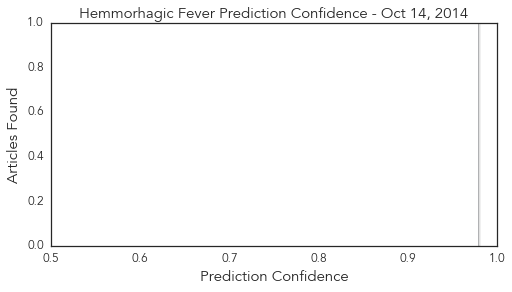 Hemmorhagic Fever Prediction Confidence - Oct 14, 2014
1.0
0.8
0.6
0.4
0.2
0.0
Articles Found
0.5 0.6 0.7 0.8 0.9 1.0
Prediction Confidence